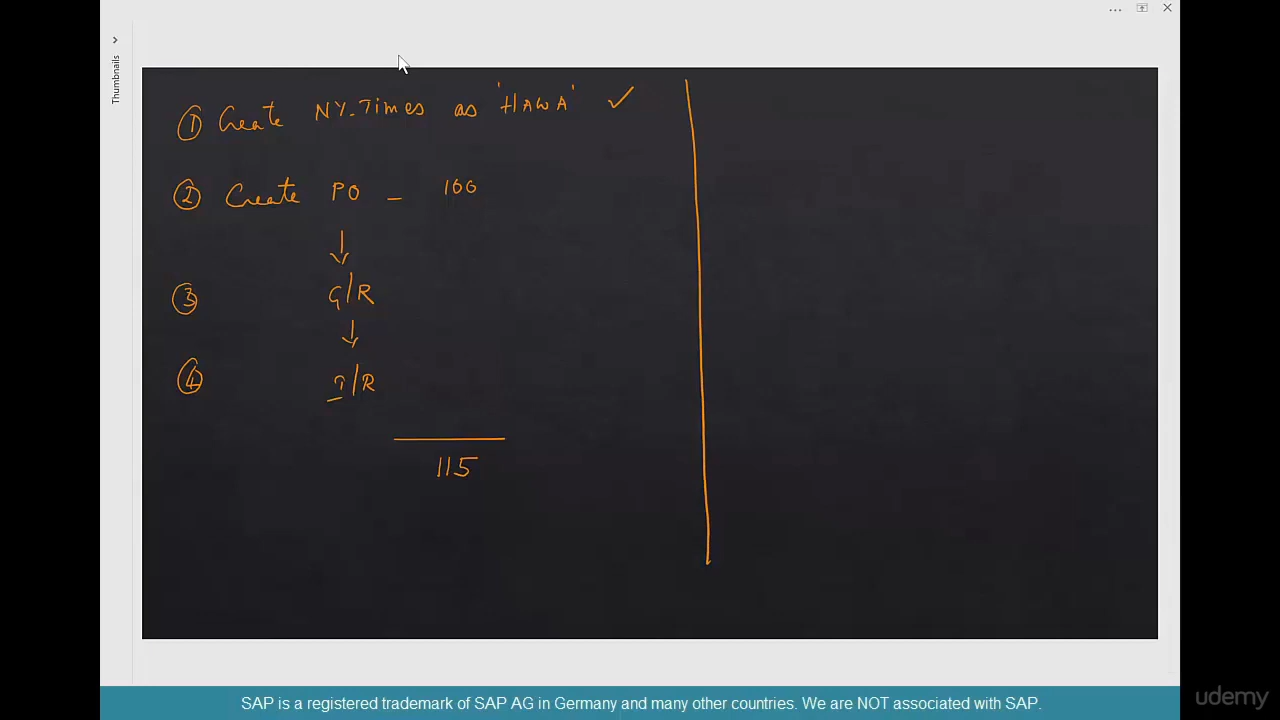 Thumbnails
① Create NY-Times as 'HAWA' ✓
② Create PO - 100
③ G/R
④ I/R
115
SAP is a registered trademark of SAP AG in Germany and many other countries. We are NOT associated with SAP.
udemy